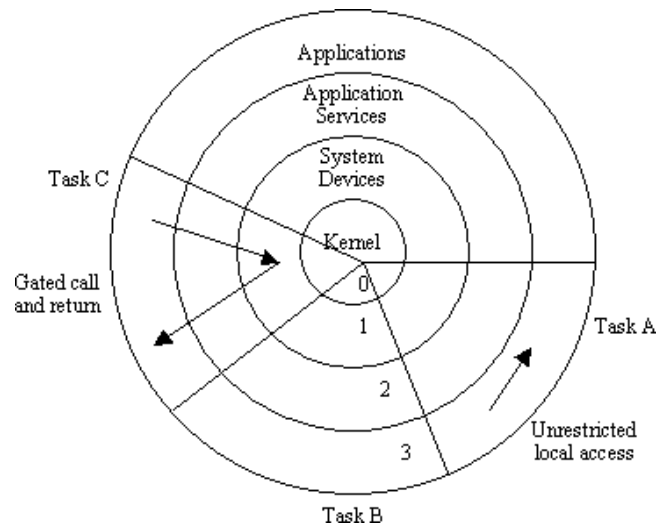 Applications
Application
Services
System
Devices
Task C
Kernel
Gated call
and return
0
1
Task A
2
Unrestricted
local access
3
Task B